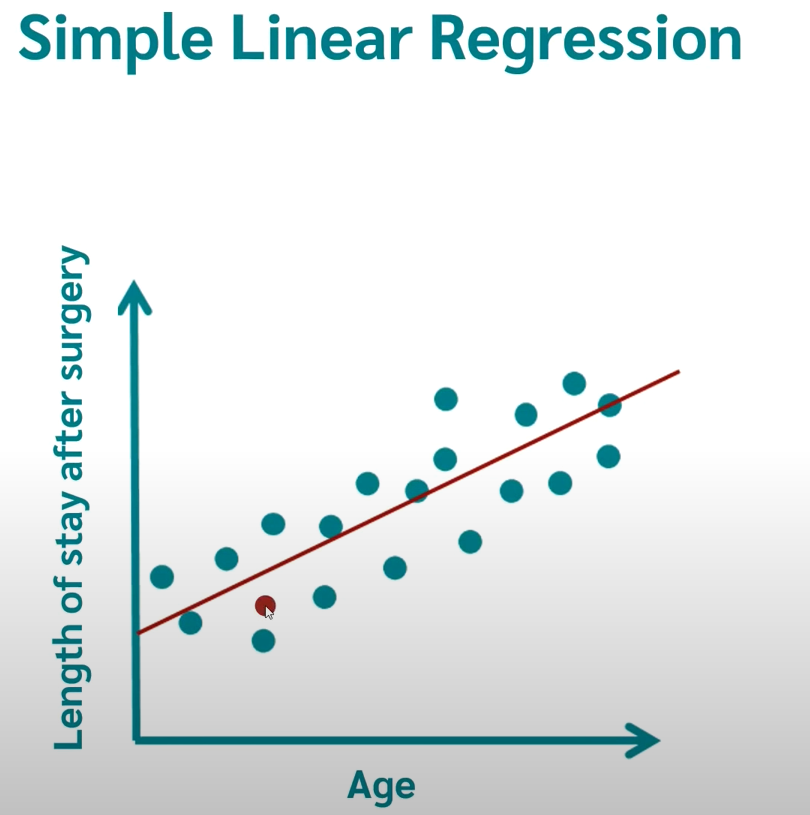 Simple Linear Regression
Length of stay after surgery
Age